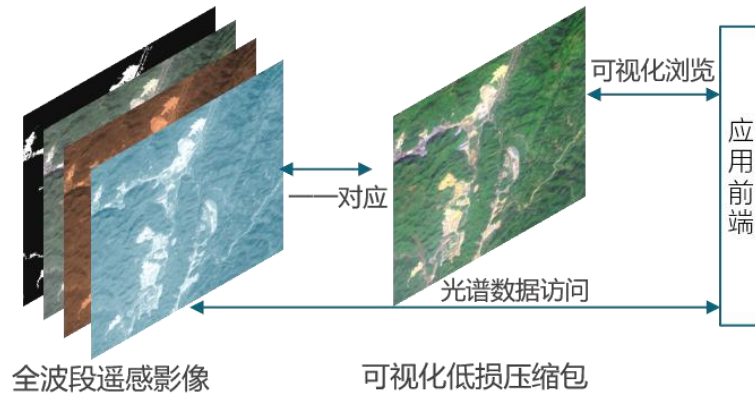 可视化浏览
应用前端
一一对应
光谱数据访问
全波段遥感影像
可视化低损压缩包